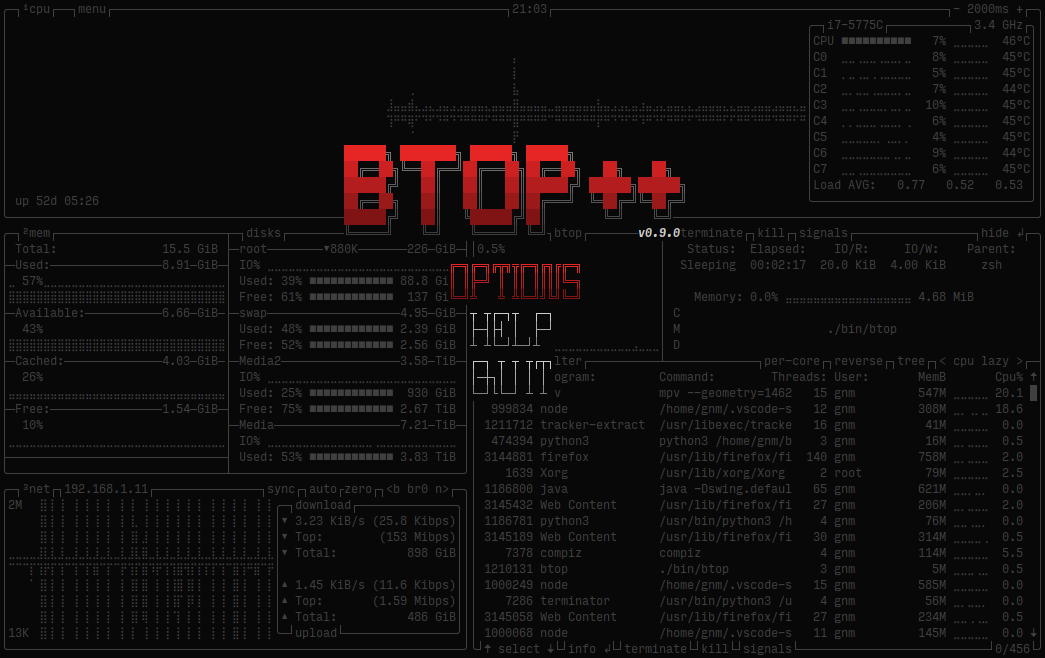 ¹cpu menu 21:03 - 2000ms +
i7-5775C 3.4 GHz
CPU 7% 46°C
C0 8% 45°C
C1 5% 45°C
C2 7% 44°C
C3 10% 45°C
C4 6% 45°C
C5 4% 45°C
C6 9% 44°C
C7 6% 45°C
Load AVG: 0.77 0.52 0.53
up 52d 05:26
BTOP++
v0.9.0
OPTIONS
HELP
QUIT
²mem
Total: 15.5 GiB
Used: 8.91 GiB
57%
Available: 6.66 GiB
43%
Cached: 4.03 GiB
26%
Free: 1.54 GiB
10%
disks
root ▼880K 226 GiB
IO%
Used: 39% 88.8 Gi
Free: 61% 137 Gi
swap 4.95 GiB
Used: 48% 2.39 GiB
Free: 52% 2.56 GiB
Media2 3.58 TiB
IO%
Used: 25% 930 GiB
Free: 75% 2.67 TiB
Media 7.21 TiB
IO%
Used: 53% 3.83 TiB
³net 192.168.1.11 sync auto zero <b br0 n>
2M
13K
download
▼ 3.23 KiB/s (25.8 Kibps)
▼ Top: (153 Mibps)
▼ Total: 898 GiB
▲ 1.45 KiB/s (11.6 Kibps)
▲ Top: (1.59 Mibps)
▲ Total: 486 GiB
upload
btop terminate kill signals hide ↲
0.5% Status: Elapsed: IO/R: IO/W: Parent:
Sleeping 00:02:17 20.0 KiB 4.00 KiB zsh
Memory: 0.0% 4.68 MiB
C
M ./bin/btop
D
lter per-core reverse tree < cpu lazy >
ogram: Command: Threads: User: MemB Cpu% ↑
v mpv --geometry=1462 15 gnm 547M 20.1
999834 node /home/gnm/.vscode-s 12 gnm 308M 18.6
1211712 tracker-extract /usr/libexec/tracke 16 gnm 41M 0.0
474394 python3 python3 /home/gnm/b 3 gnm 16M 0.5
3144881 firefox /usr/lib/firefox/fi 140 gnm 758M 2.0
1639 Xorg /usr/lib/xorg/Xorg 2 root 79M 2.5
1186800 java java -Dswing.defaul 65 gnm 621M 0.0
3145432 Web Content /usr/lib/firefox/fi 27 gnm 206M 2.0
1186781 python3 /usr/bin/python3 /h 4 gnm 76M 0.0
3145189 Web Content /usr/lib/firefox/fi 30 gnm 314M 0.5
7378 compiz compiz 4 gnm 114M 5.5
1210131 btop ./bin/btop 3 gnm 5M 0.5
1000249 node /home/gnm/.vscode-s 15 gnm 585M 0.0
7286 terminator /usr/bin/python3 /u 4 gnm 56M 0.0
3145058 Web Content /usr/lib/firefox/fi 27 gnm 234M 0.5
1000068 node /home/gnm/.vscode-s 11 gnm 145M 0.0 ↓
↑ select ↓ info ↲ terminate kill signals 0/456